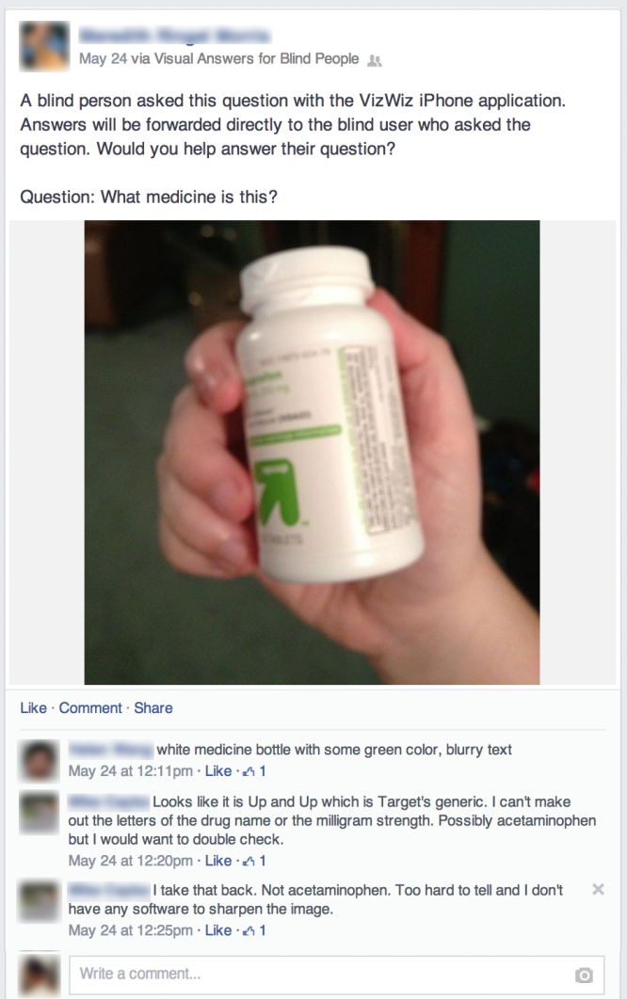 May 24 via Visual Answers for Blind People
A blind person asked this question with the VizWiz iPhone application.
Answers will be forwarded directly to the blind user who asked the
question. Would you help answer their question?
Question: What medicine is this?
(NSAID)
TABLETS
Like · Comment · Share
white medicine bottle with some green color, blurry text
May 24 at 12:11pm · Like · 1
Looks like it is Up and Up which is Target's generic. I can't make
out the letters of the drug name or the milligram strength. Possibly acetaminophen
but I would want to double check.
May 24 at 12:20pm · Like · 1
I take that back. Not acetaminophen. Too hard to tell and I don't
have any software to sharpen the image.
May 24 at 12:25pm · Like · 1
Write a comment...